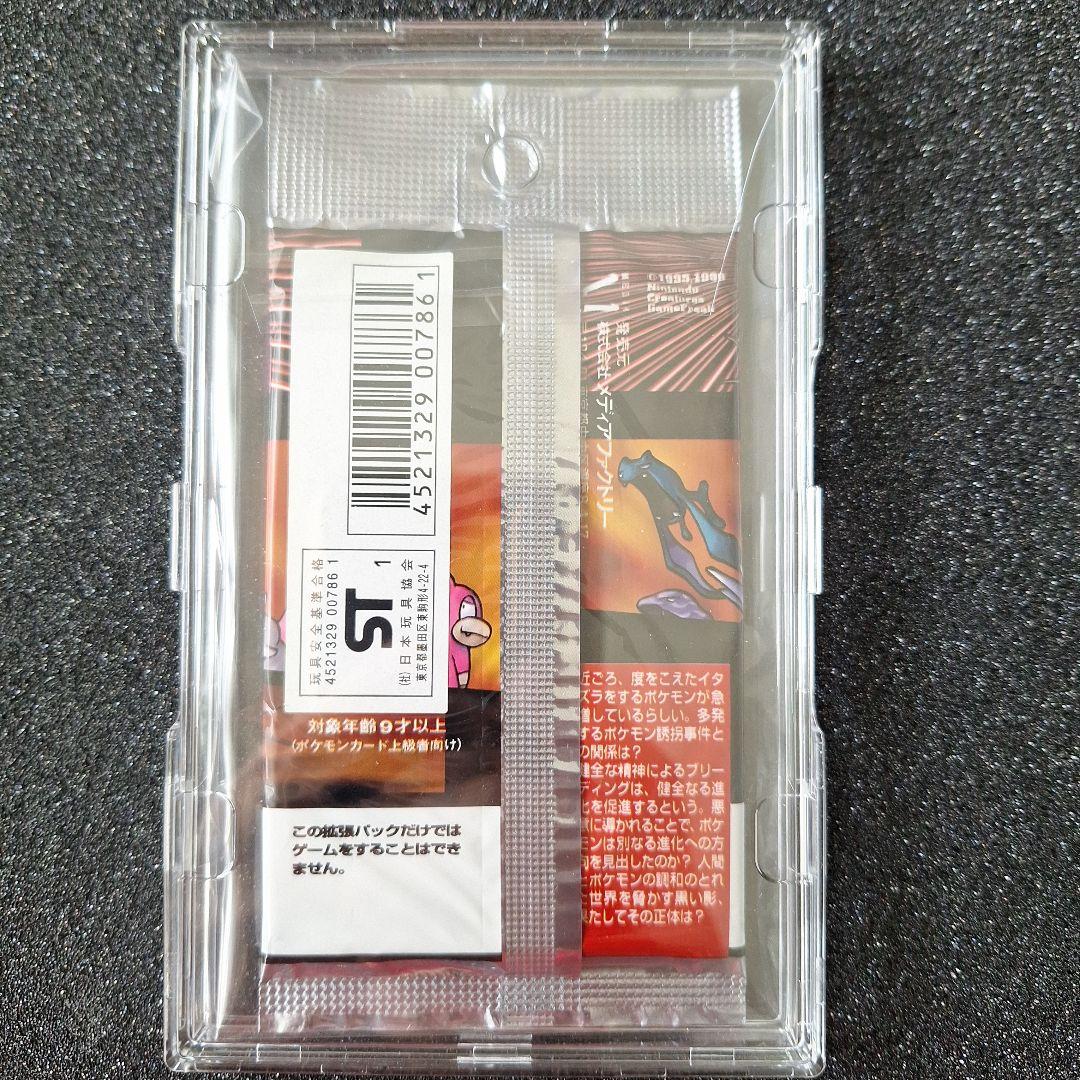 4521329 00786 1
玩具安全基準合格
4521329 00786 1
ST
1
(社)日本玩具協会
東京都墨田区東駒形4-22-4
対象年齢9才以上
(ポケモンカード上級者向け)
この拡張パックだけでは
ゲームをすることはでき
ません。
Nintendo
Creatures
GameFreak
発売元
株式会社メディアファクトリー
近ごろ、度をこえたイタ
ズラをするポケモンが急
増しているらしい。多発
するポケモン誘拐事件と
の関係は?
健全な精神によるブリー
ディングは、健全なる進
化を促進するという。悪
に導かれることで、ポケ
モンは別なる進化への方
向を見出したのか?人間
とポケモンの調和のとれ
世界を脅かす黒い影、
果たしてその正体は?